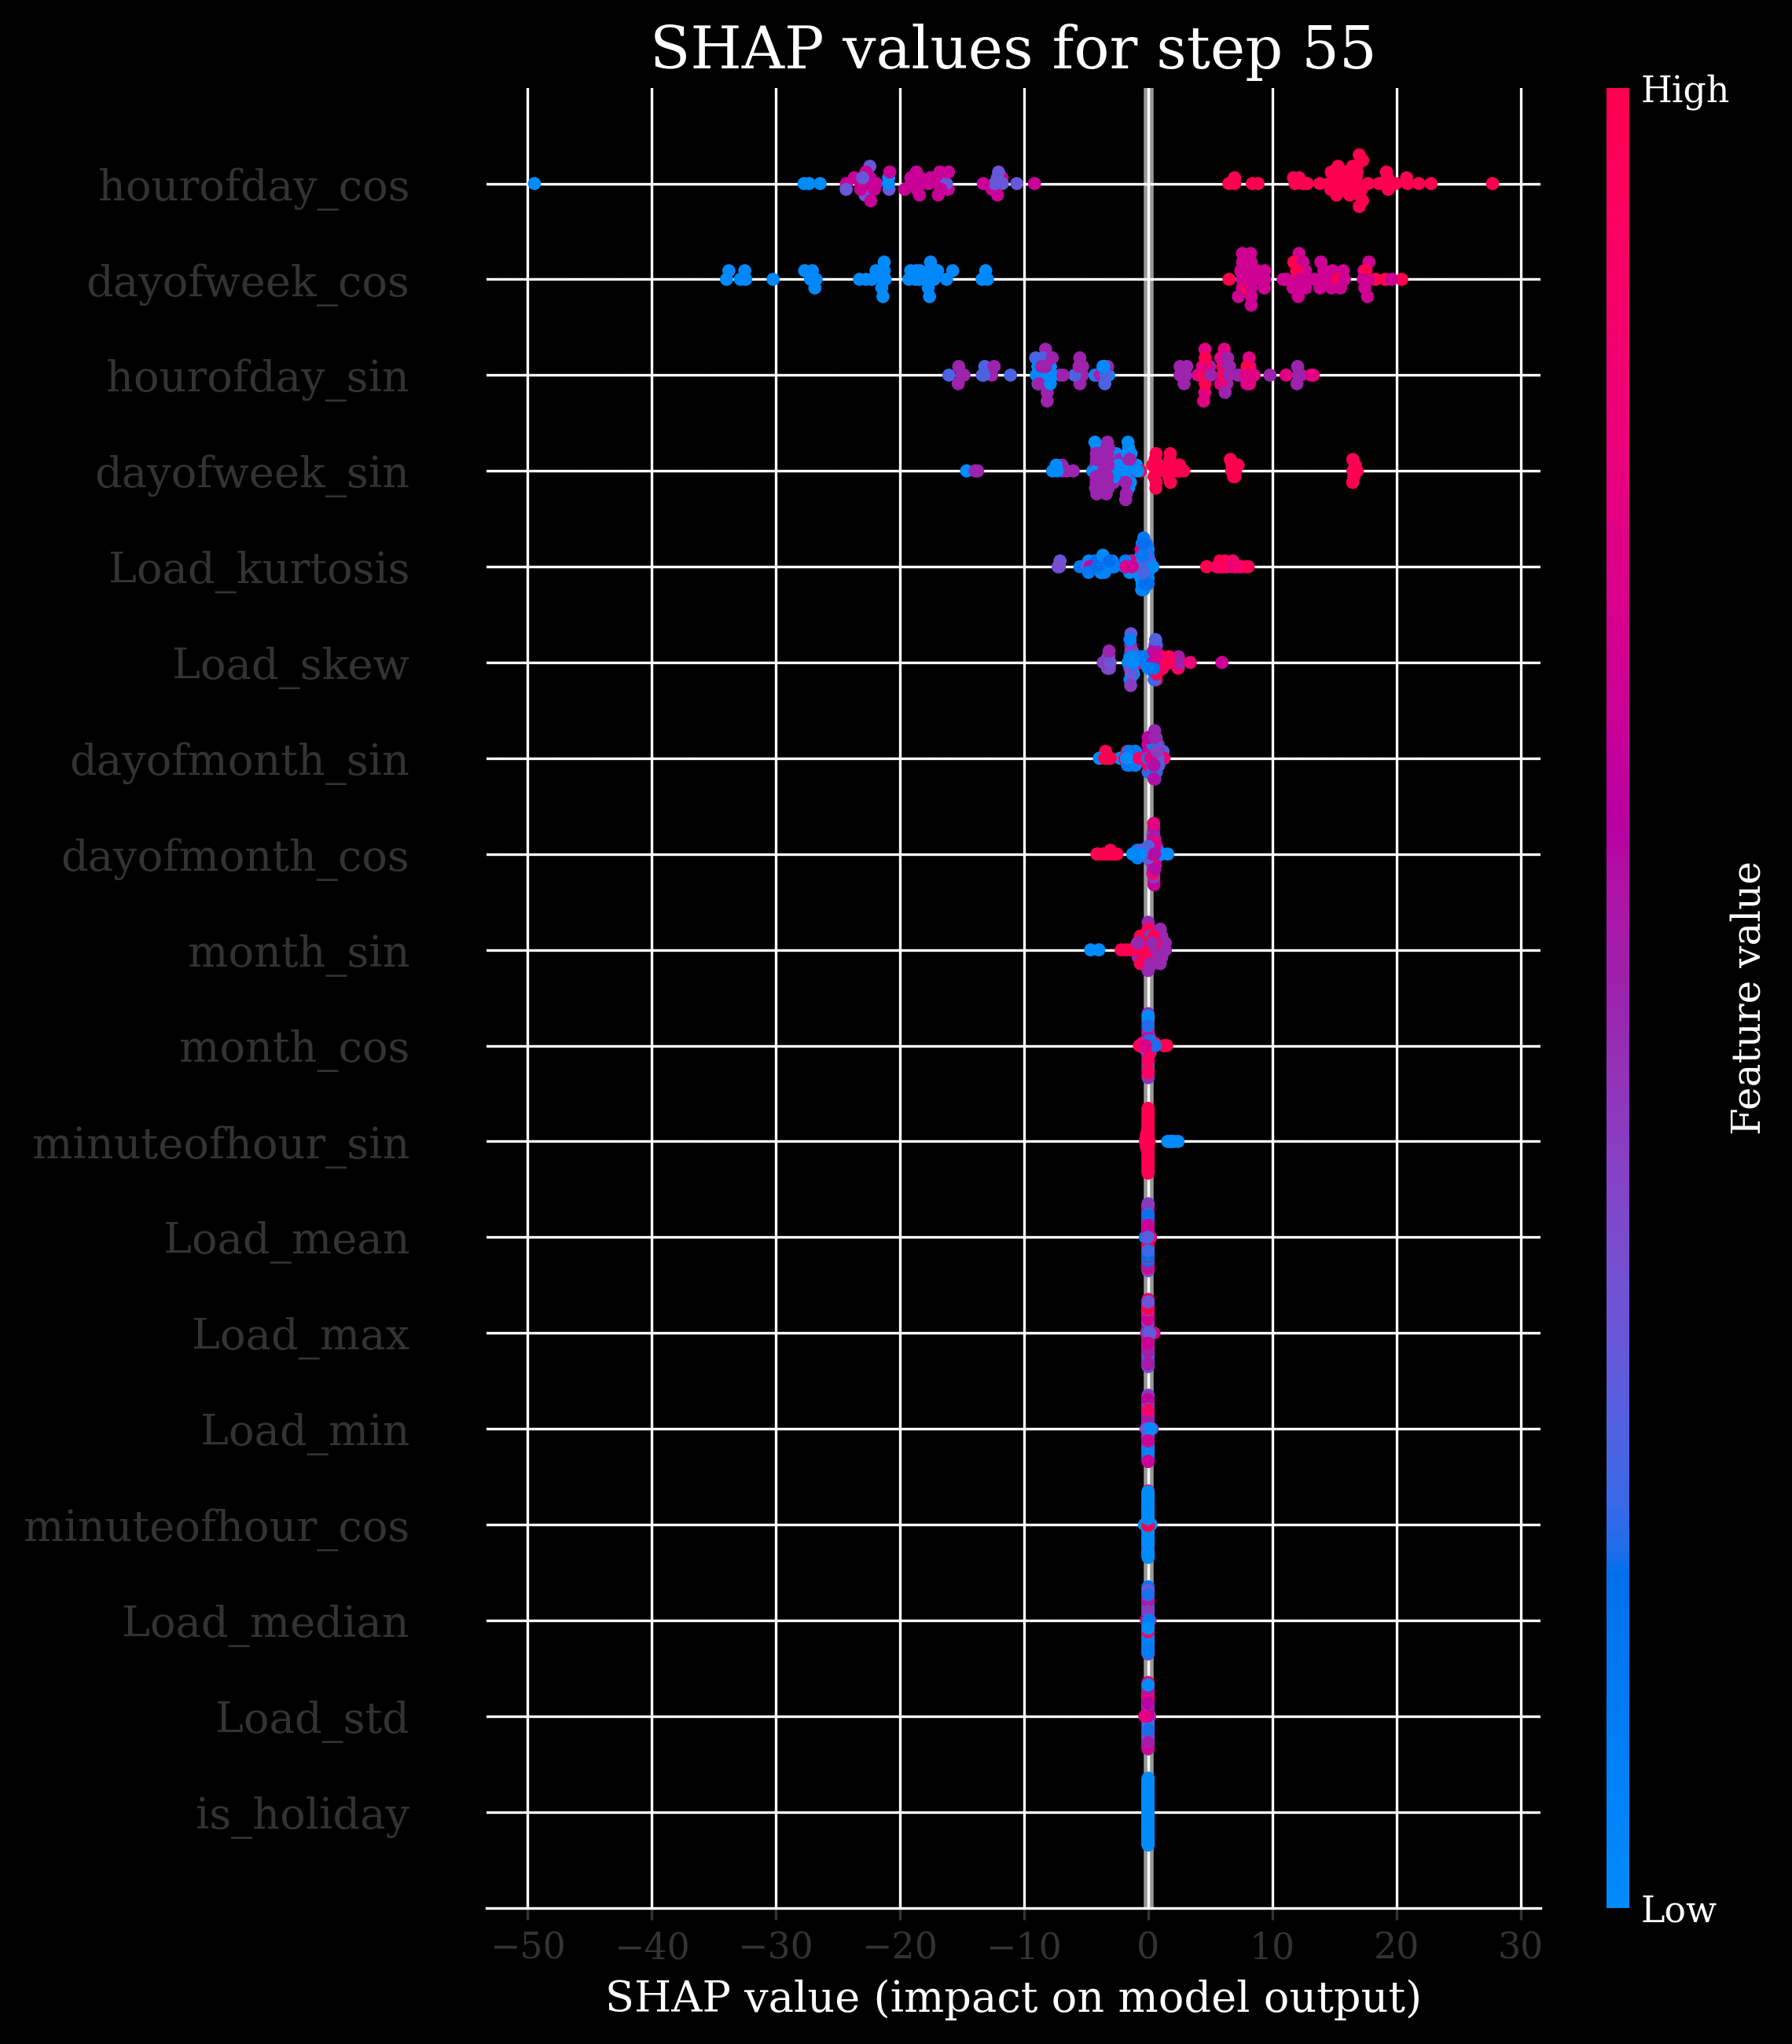 SHAP values for step 55
High
hourofday_cos
dayofweek_cos
hourofday_sin
dayofweek_sin
Load_kurtosis
Load_skew
dayofmonth_sin
dayofmonth_cos
month_sin
month_cos
minuteofhour_sin
Load_mean
Load_max
Load_min
minuteofhour_cos
Load_median
Load_std
is_holiday
Feature value
Low
−50 −40 −30 −20 −10 0 10 20 30
SHAP value (impact on model output)